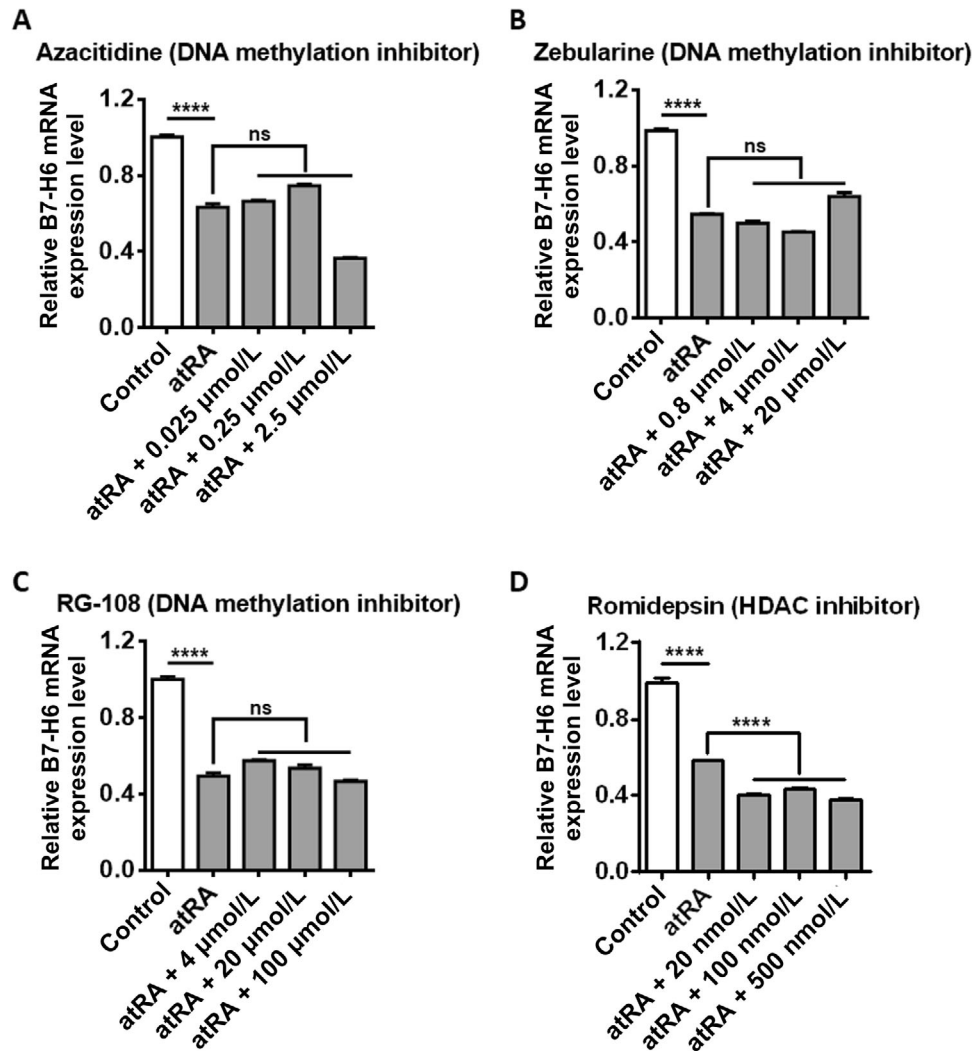 A
Azacitidine (DNA methylation inhibitor)
Relative B7-H6 mRNA
expression level
1.2
0.8
0.4
0.0
****
ns
Control
atRA
atRA + 0.025 µmol/L
atRA + 0.25 µmol/L
atRA + 2.5 µmol/L
B
Zebularine (DNA methylation inhibitor)
Relative B7-H6 mRNA
expression level
1.2
0.8
0.4
0.0
****
ns
Control
atRA
atRA + 0.8 µmol/L
atRA + 4 µmol/L
atRA + 20 µmol/L
C
RG-108 (DNA methylation inhibitor)
Relative B7-H6 mRNA
expression level
1.2
0.8
0.4
0.0
****
ns
Control
atRA
atRA + 4 µmol/L
atRA + 20 µmol/L
atRA + 100 µmol/L
D
Romidepsin (HDAC inhibitor)
Relative B7-H6 mRNA
expression level
1.2
0.8
0.4
0.0
****
****
Control
atRA
atRA + 20 nmol/L
atRA + 100 nmol/L
atRA + 500 nmol/L